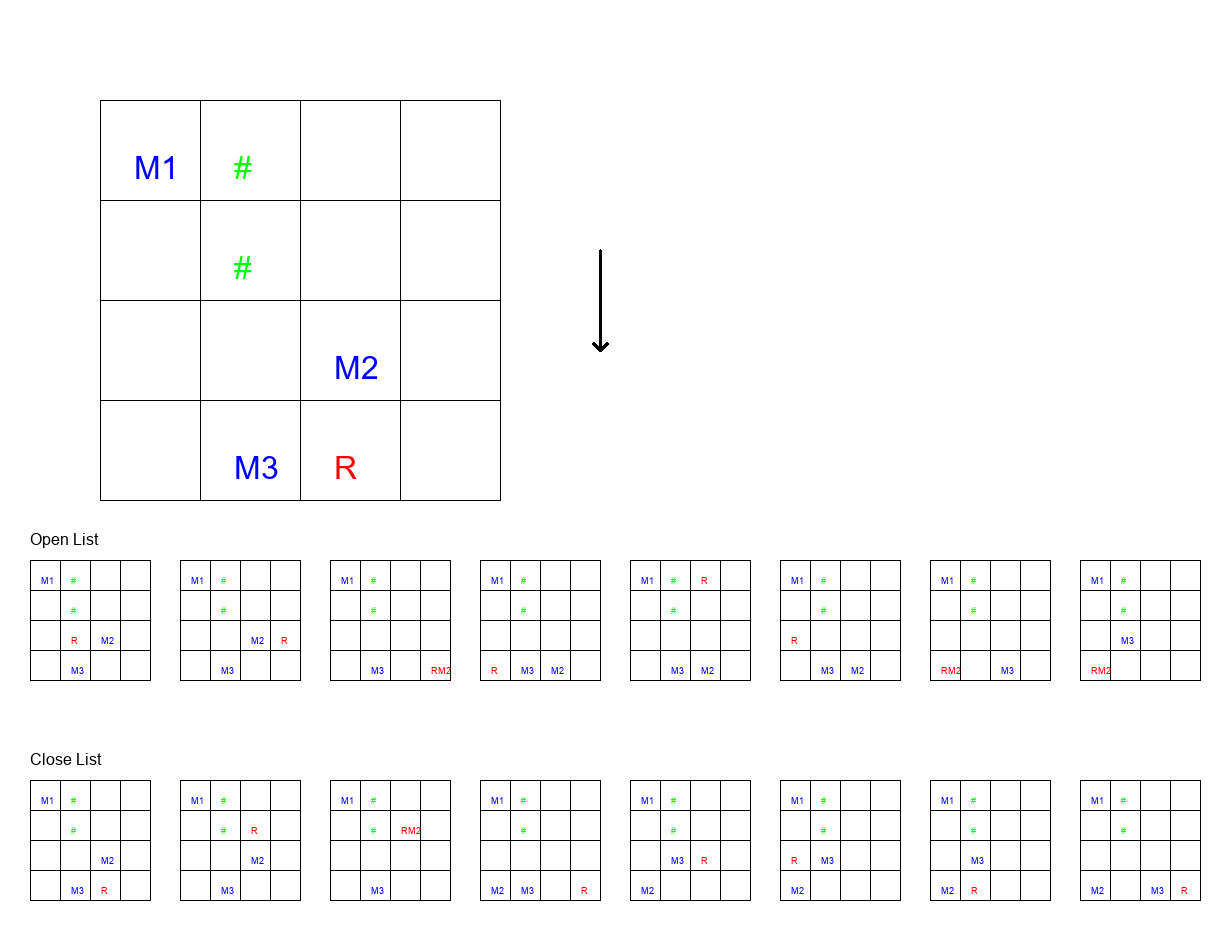 M1 #
#
M2
M3 R
Open List
M1 # M1 # M1 # M1 # M1 # R M1 # M1 # M1 #
# # # # # # # #
R M2 M2 R R M3
M3 M3 M3 RM2 R M3 M2 M3 M2 M3 M2 RM2 M3 RM2
Close List
M1 # M1 # M1 # M1 # M1 # M1 # M1 # M1 #
# # R # RM2 # # # # #
M2 M2 M3 R R M3 M3
M3 R M3 M3 M2 M3 R M2 M2 M2 R M2 M3 R